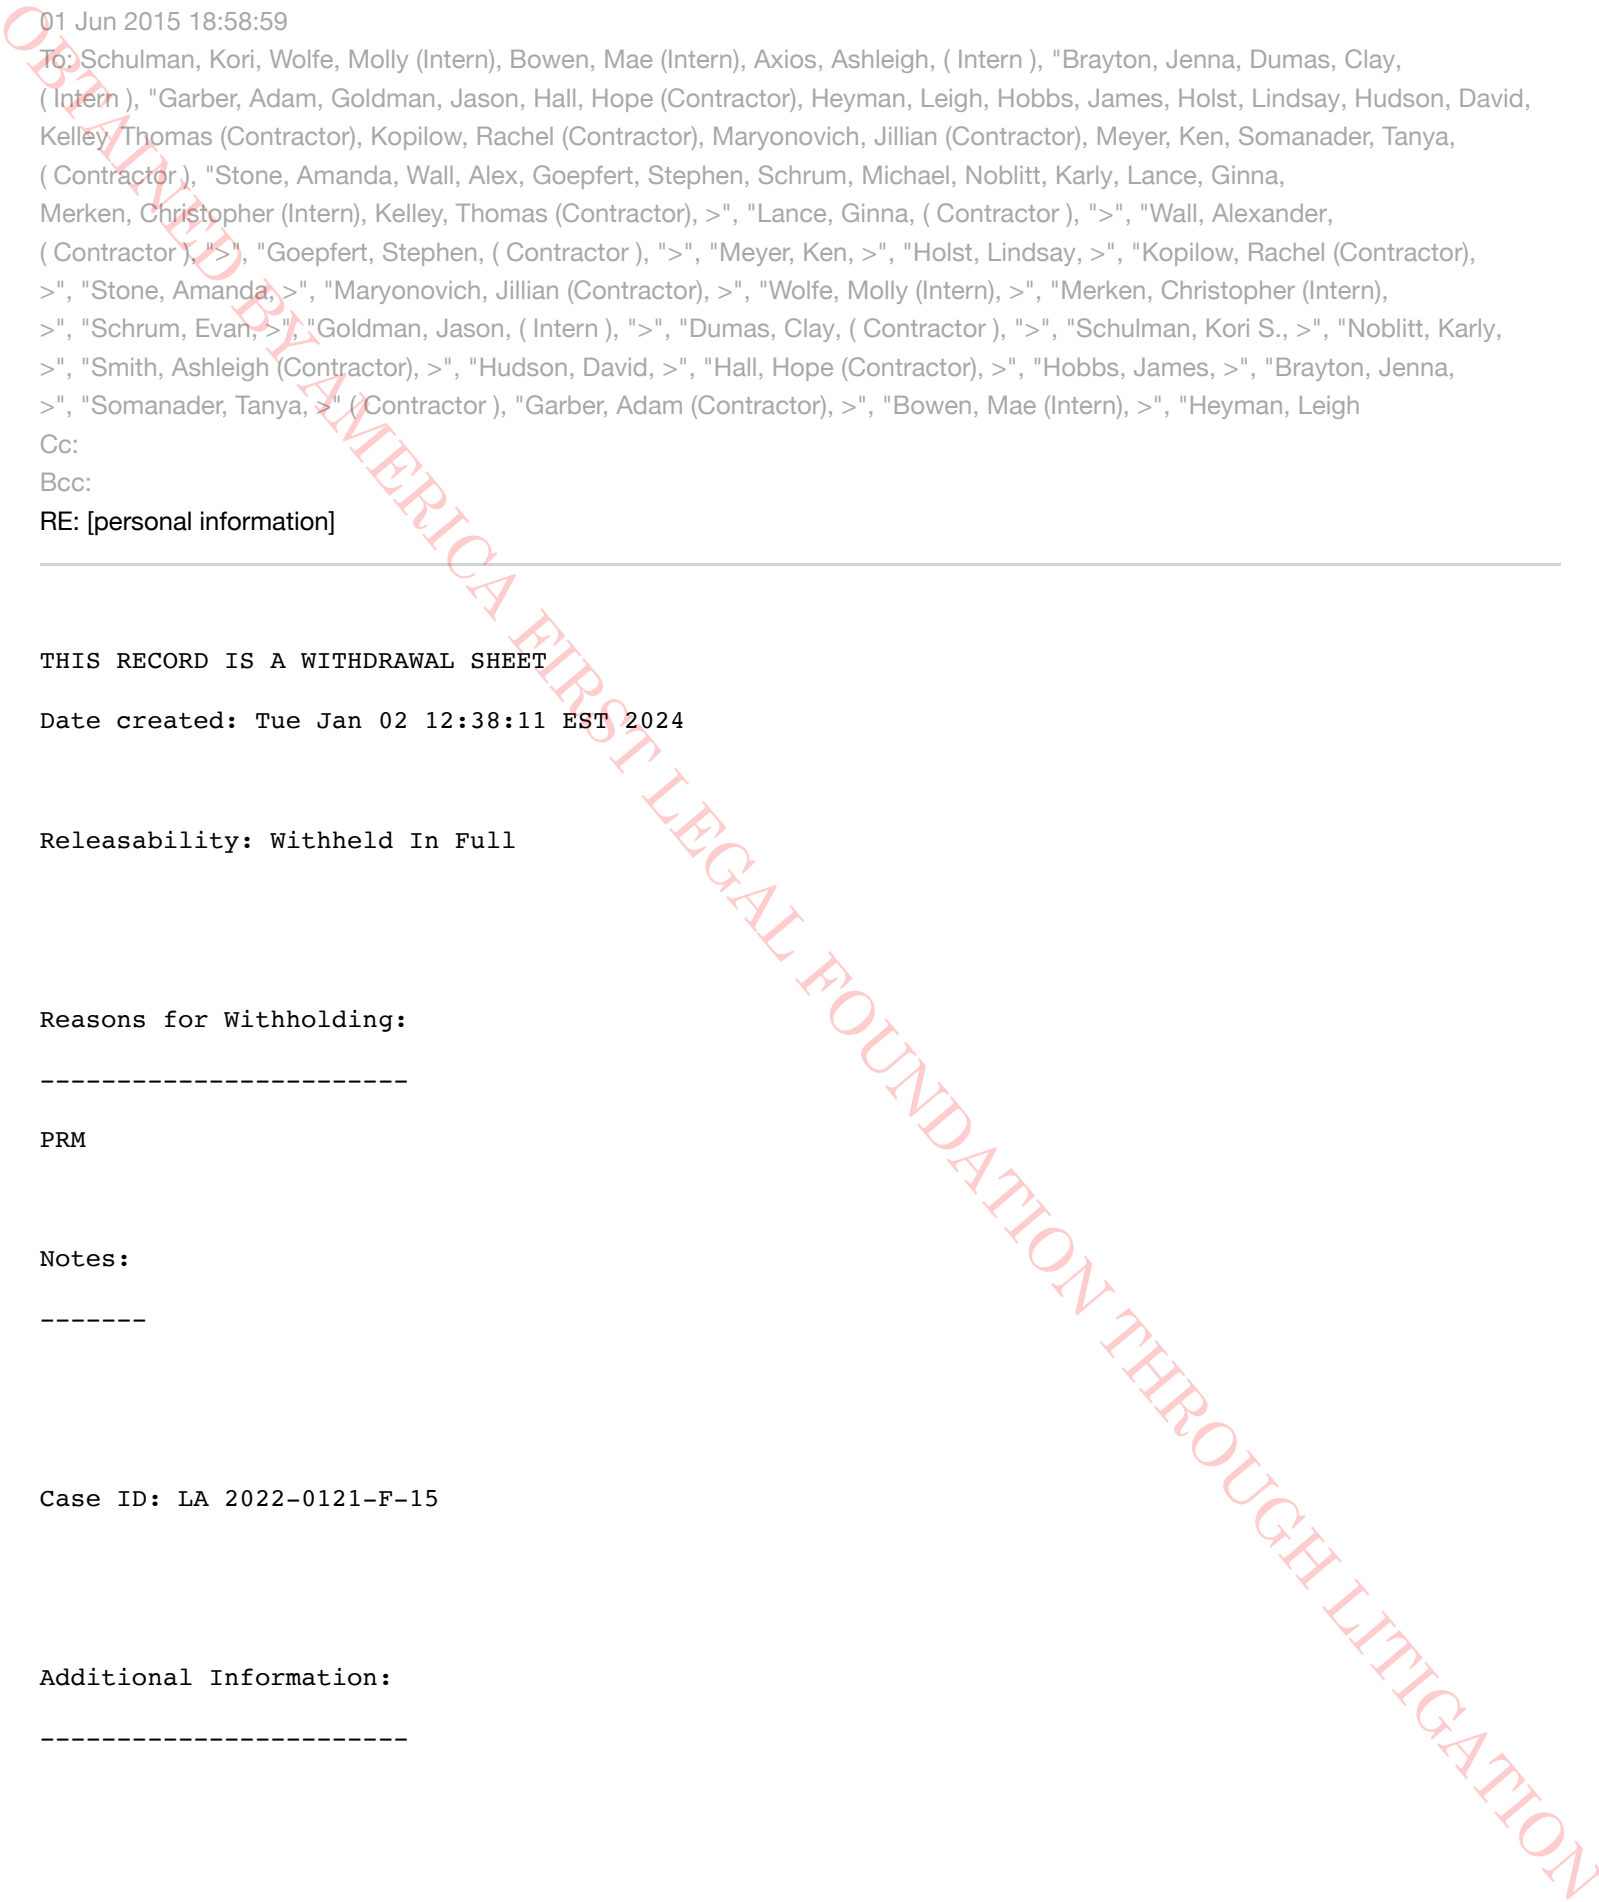 01 Jun 2015 18:58:59
To: Schulman, Kori, Wolfe, Molly (Intern), Bowen, Mae (Intern), Axios, Ashleigh, ( Intern ), "Brayton, Jenna, Dumas, Clay,
( Intern ), "Garber, Adam, Goldman, Jason, Hall, Hope (Contractor), Heyman, Leigh, Hobbs, James, Holst, Lindsay, Hudson, David,
Kelley, Thomas (Contractor), Kopilow, Rachel (Contractor), Maryonovich, Jillian (Contractor), Meyer, Ken, Somanader, Tanya,
( Contractor ), "Stone, Amanda, Wall, Alex, Goepfert, Stephen, Schrum, Michael, Noblitt, Karly, Lance, Ginna,
Merken, Christopher (Intern), Kelley, Thomas (Contractor), >", "Lance, Ginna, ( Contractor ), ">", "Wall, Alexander,
( Contractor ), ">", "Goepfert, Stephen, ( Contractor ), ">", "Meyer, Ken, >", "Holst, Lindsay, >", "Kopilow, Rachel (Contractor),
>", "Stone, Amanda, >", "Maryonovich, Jillian (Contractor), >", "Wolfe, Molly (Intern), >", "Merken, Christopher (Intern),
>", "Schrum, Evan, >", "Goldman, Jason, ( Intern ), ">", "Dumas, Clay, ( Contractor ), ">", "Schulman, Kori S., >", "Noblitt, Karly,
>", "Smith, Ashleigh (Contractor), >", "Hudson, David, >", "Hall, Hope (Contractor), >", "Hobbs, James, >", "Brayton, Jenna,
>", "Somanader, Tanya, >" ( Contractor ), "Garber, Adam (Contractor), >", "Bowen, Mae (Intern), >", "Heyman, Leigh
Cc:
Bcc:
RE: [personal information]
THIS RECORD IS A WITHDRAWAL SHEET
Date created: Tue Jan 02 12:38:11 EST 2024
Releasability: Withheld In Full
Reasons for Withholding:
------------------------
PRM
Notes:
-------
Case ID: LA 2022-0121-F-15
Additional Information:
------------------------
OBTAINED BY AMERICA FIRST LEGAL FOUNDATION THROUGH LITIGATION